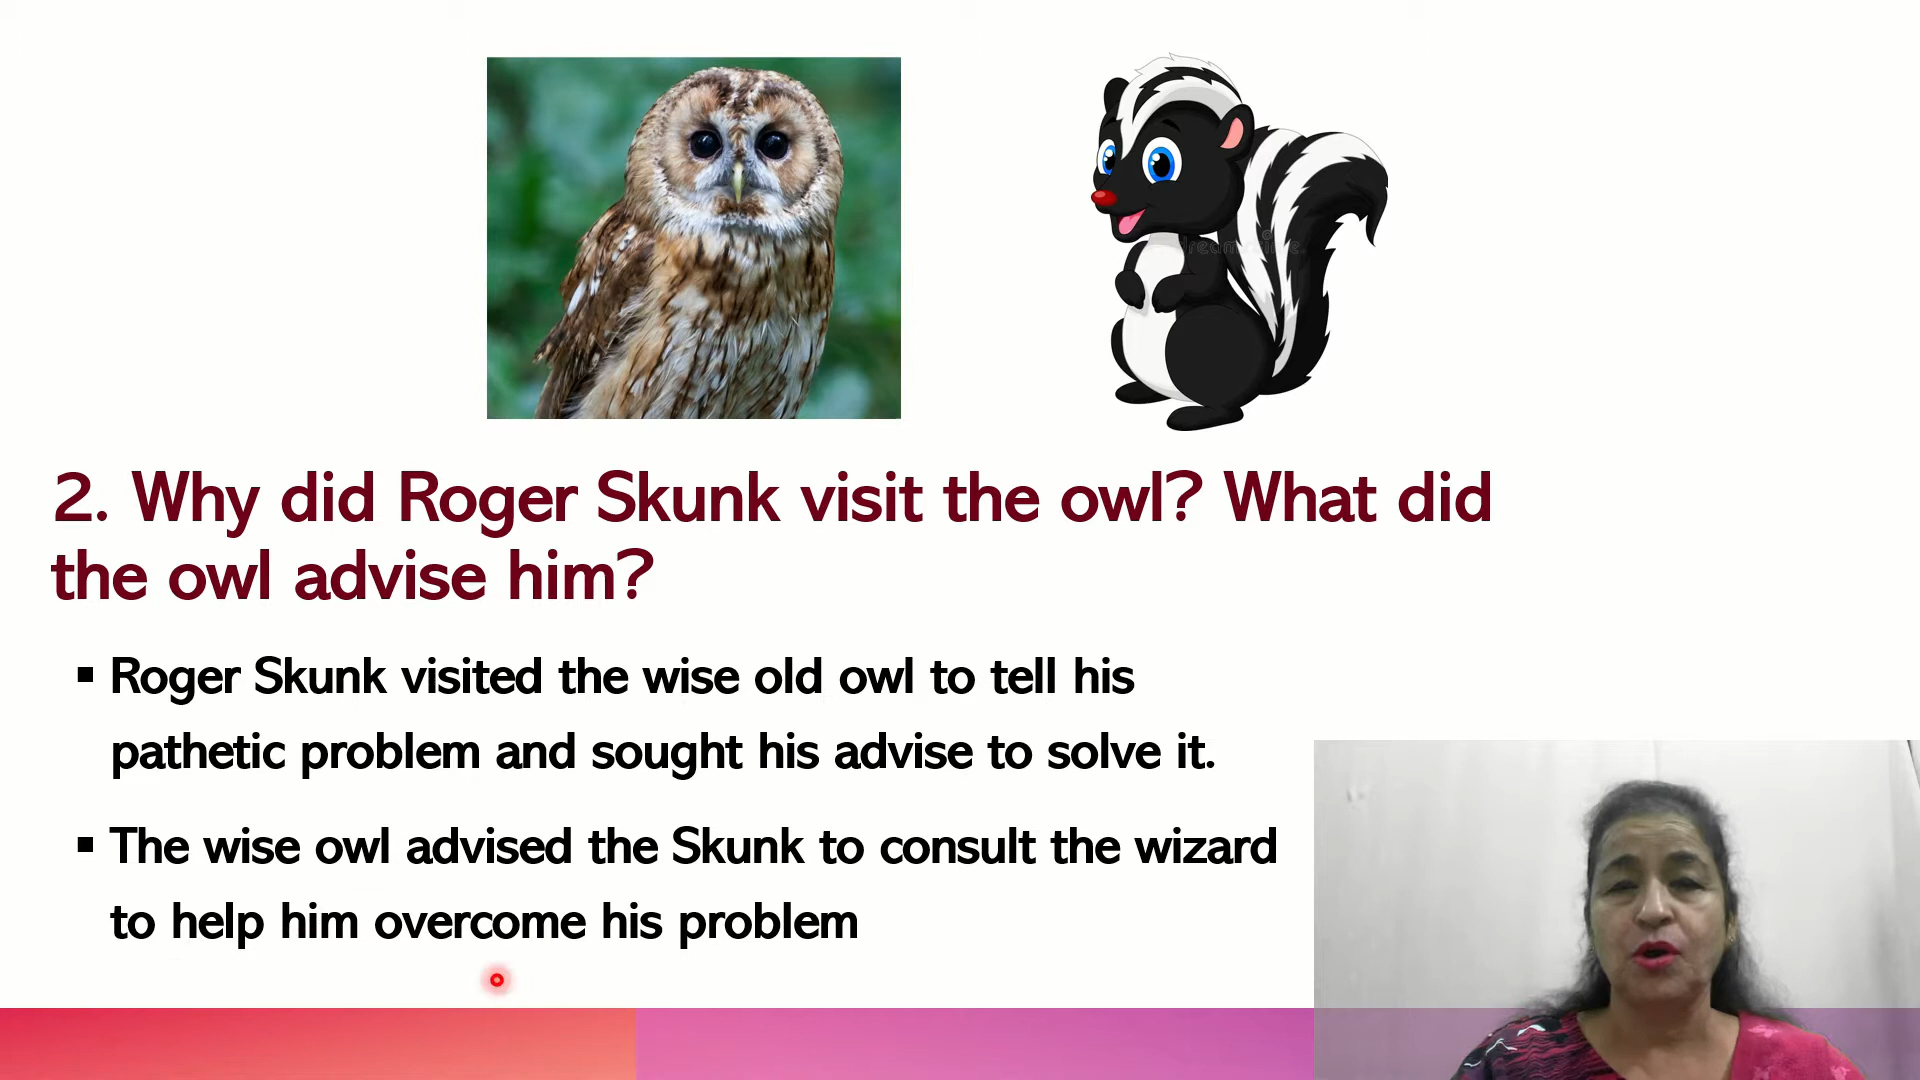 2. Why did Roger Skunk visit the owl? What did
the owl advise him?
▪ Roger Skunk visited the wise old owl to tell his
pathetic problem and sought his advise to solve it.
▪ The wise owl advised the Skunk to consult the wizard
to help him overcome his problem